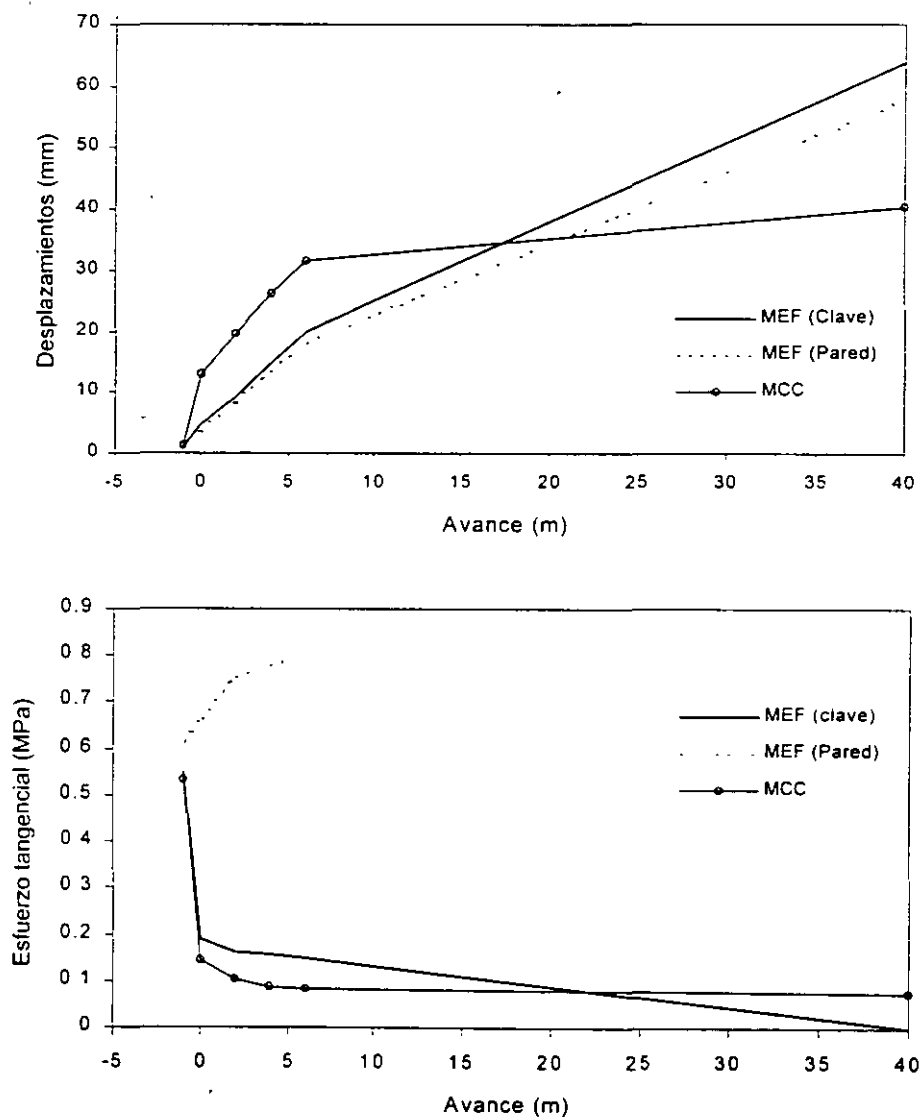 70
60
50
40
30
20
10
0
Desplazamientos (mm)
MEF (Clave)
MEF (Pared)
MCC
-5 0 5 10 15 20 25 30 35 40
Avance (m)
0.9
0 8
0.7
0 6
0.5
0 4
0.3
0.2
0 1
0
Esfuerzo tangencial (MPa)
MEF (clave)
MEF (Pared)
MCC
-5 0 5 10 15 20 25 30 35 40
Avance (m)